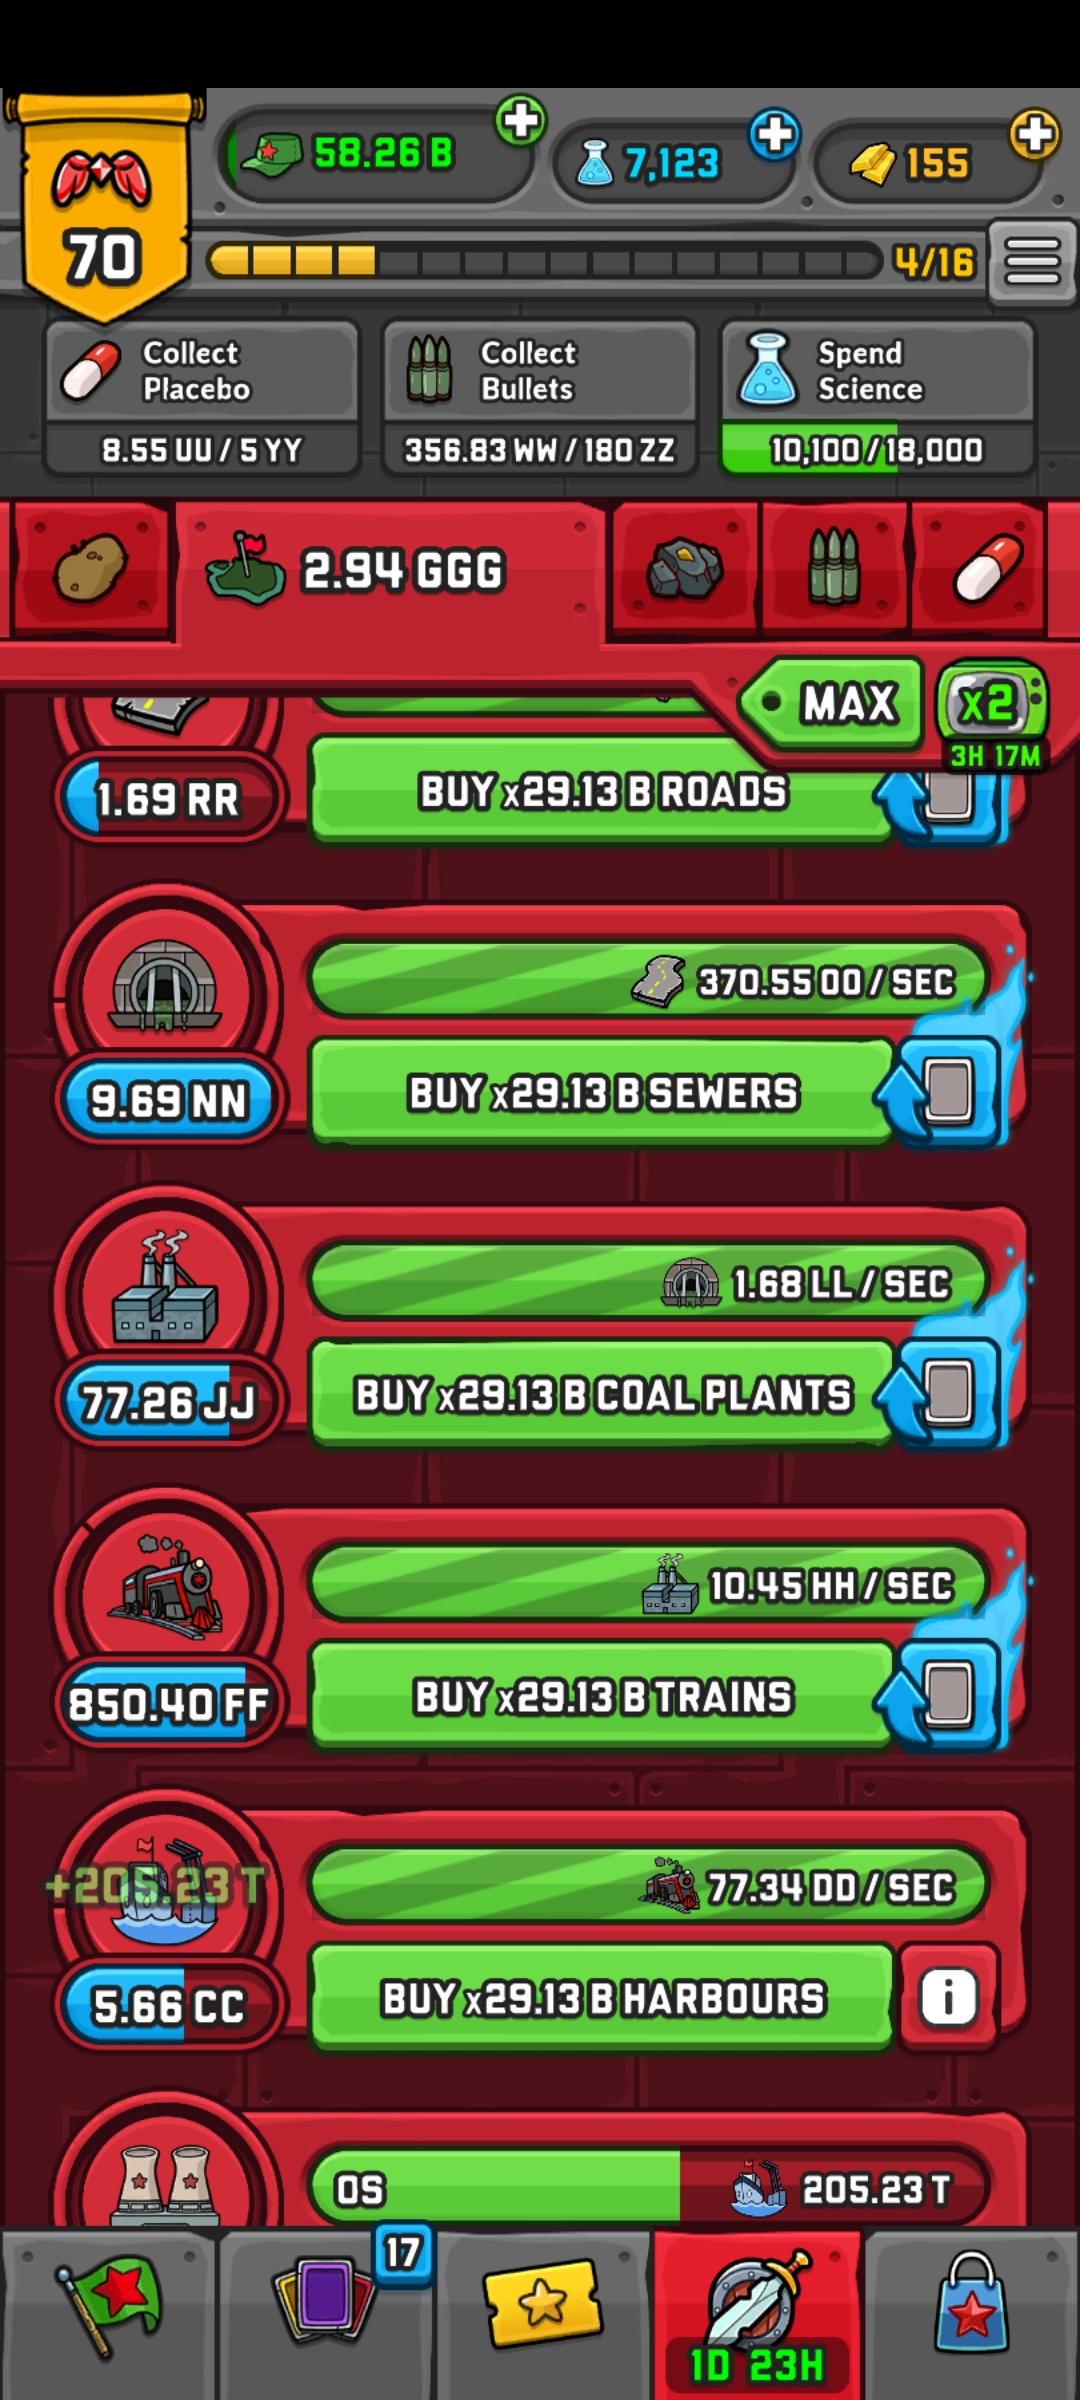 70
58.26 B
7,123
155
4/16
Collect
Placebo
8.55 UU / 5 YY
Collect
Bullets
356.83 WW / 180 ZZ
Spend
Science
10,100 / 18,000
2.94 GGG
MAX
x2
3H 17M
1.69 RR
BUY x29.13 B ROADS
370.55 OO / SEC
9.69 NN
BUY x29.13 B SEWERS
1.68 LL / SEC
77.26 JJ
BUY x29.13 B COAL PLANTS
10.45 HH / SEC
850.40 FF
BUY x29.13 B TRAINS
+205.23 T
77.34 DD / SEC
5.66 CC
BUY x29.13 B HARBOURS
i
0S
205.23 T
17
1D 23H